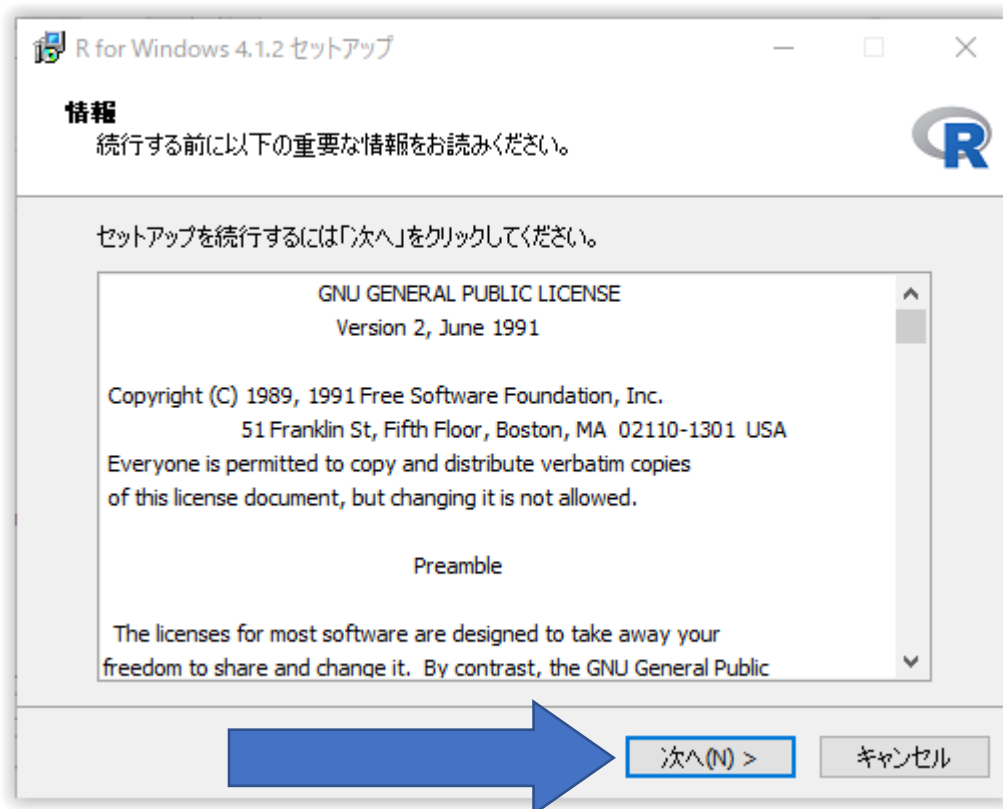 R for Windows 4.1.2 セットアップ
情報
続行する前に以下の重要な情報をお読みください。
R
セットアップを続行するには「次へ」をクリックしてください。
GNU GENERAL PUBLIC LICENSE
Version 2, June 1991
Copyright (C) 1989, 1991 Free Software Foundation, Inc.
51 Franklin St, Fifth Floor, Boston, MA 02110-1301 USA
Everyone is permitted to copy and distribute verbatim copies
of this license document, but changing it is not allowed.
Preamble
The licenses for most software are designed to take away your
freedom to share and change it. By contrast, the GNU General Public
次へ(N) >
キャンセル